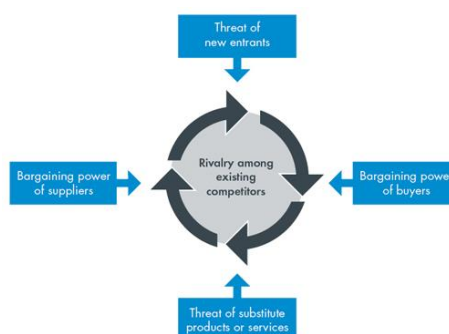 Threat of
new entrants
Bargaining power
of suppliers
Rivalry among
existing
competitors
Bargaining power
of buyers
Threat of substitute
products or services